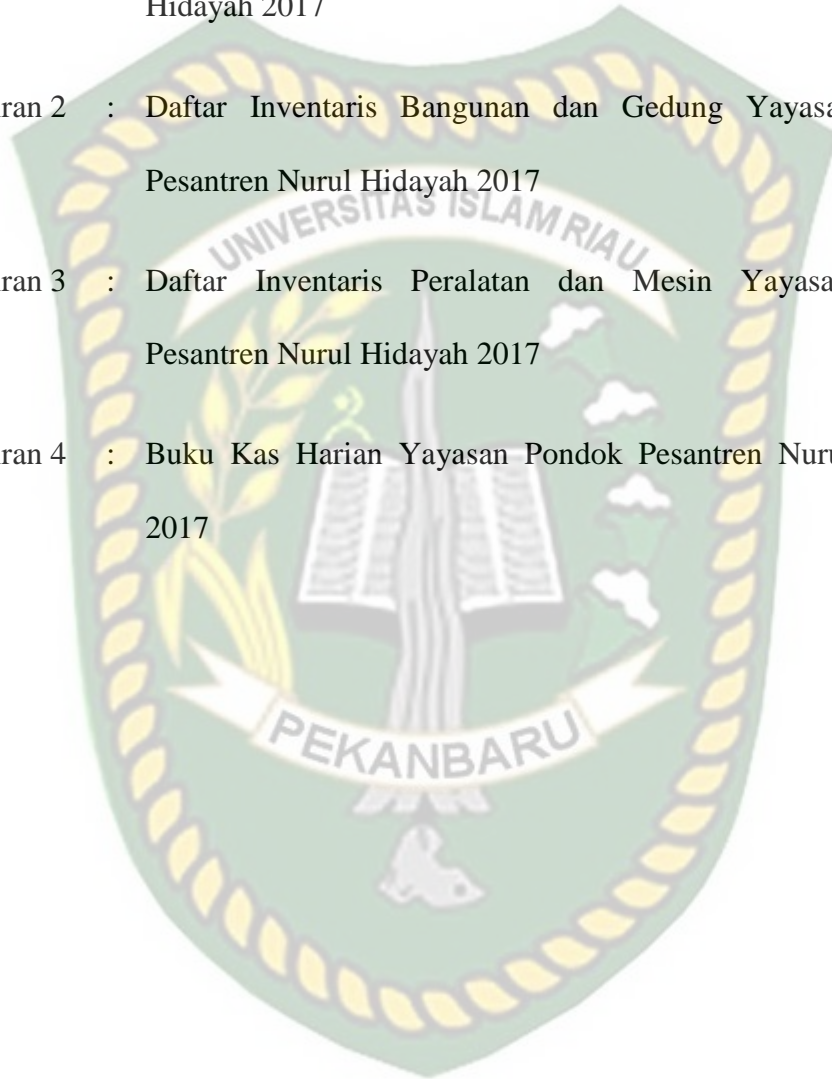 Hidayah 2017
ran 2 : Daftar Inventaris Bangunan dan Gedung Yayasa
Pesantren Nurul Hidayah 2017
UNIVERSITAS ISLAM RIAU
ran 3 : Daftar Inventaris Peralatan dan Mesin Yayasa
Pesantren Nurul Hidayah 2017
ran 4 : Buku Kas Harian Yayasan Pondok Pesantren Nuru
2017
PEKANBARU